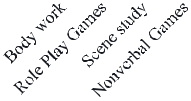 Body work
Role Play Games
Scene study
Nonverbal Games